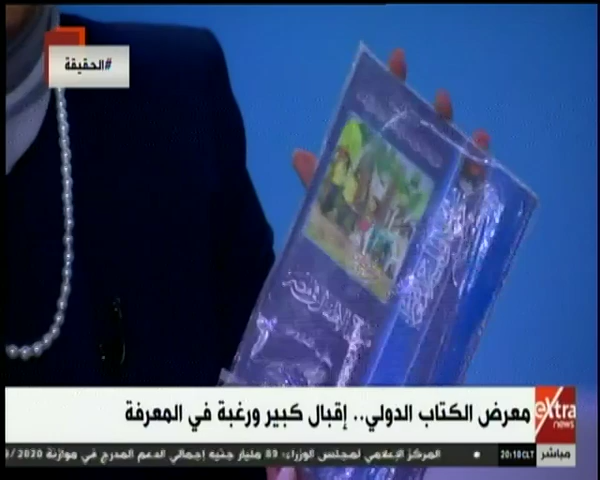 #الحقيقة
معرض الكتاب الدولي.. إقبال كبير ورغبة في المعرفة
eXtra
news
مباشر
20:10 CLT
المركز الإعلامي لمجلس الوزراء: 89 مليار جنيه إجمالي الدعم المدرج في موازنة 2020/